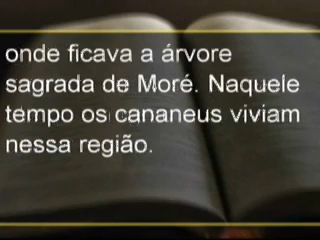 onde ficava a árvore
sagrada de Moré. Naquele
tempo os cananeus viviam
nessa região.